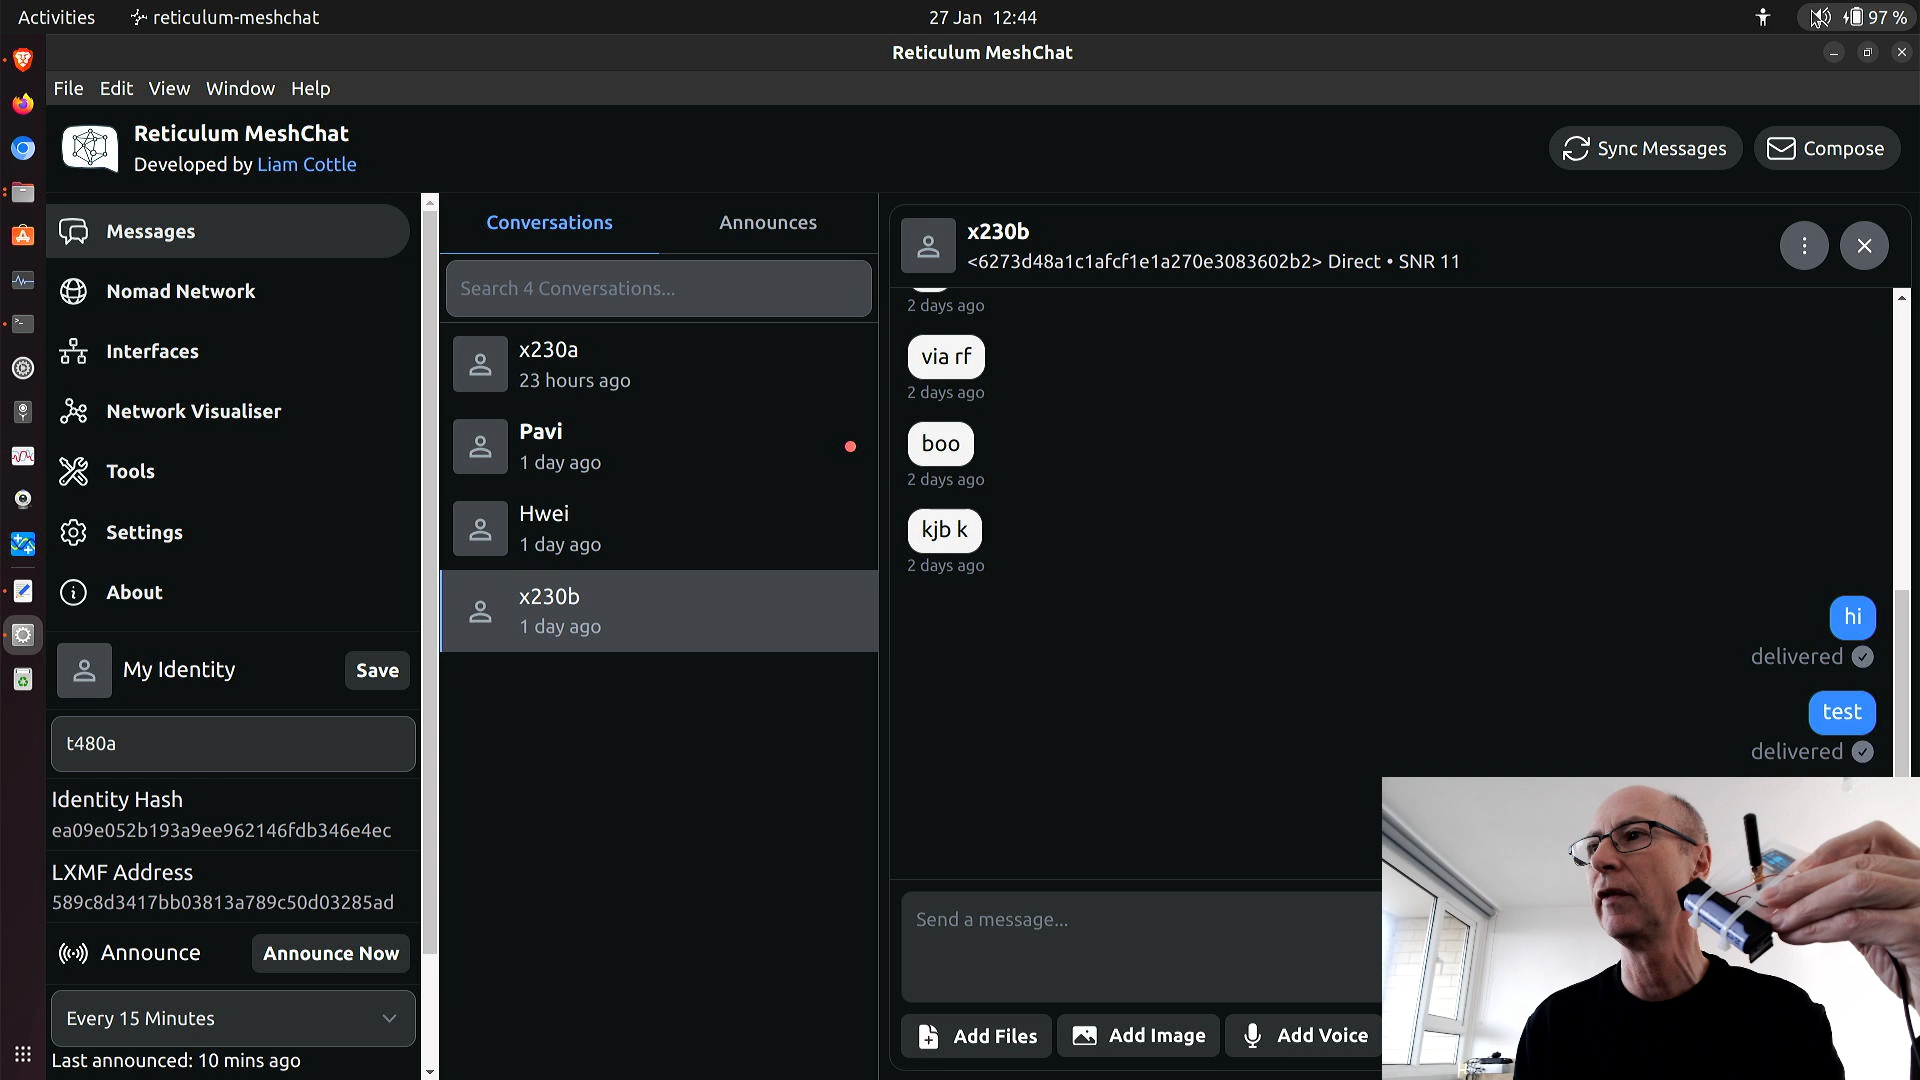 Activities
reticulum-meshchat
27 Jan 12:44
97 %
Reticulum MeshChat
File Edit View Window Help
Reticulum MeshChat
Developed by Liam Cottle
Sync Messages
Compose
Messages
Nomad Network
Interfaces
Network Visualiser
Tools
Settings
About
My Identity
Save
t480a
Identity Hash
ea09e052b193a9ee962146fdb346e4ec
LXMF Address
589c8d3417bb03813a789c50d03285ad
Announce
Announce Now
Every 15 Minutes
Last announced: 10 mins ago
Conversations
Announces
Search 4 Conversations...
x230a
23 hours ago
Pavi
1 day ago
Hwei
1 day ago
x230b
1 day ago
x230b
<6273d48a1c1afcf1e1a270e3083602b2> Direct • SNR 11
2 days ago
via rf
2 days ago
boo
2 days ago
kjb k
2 days ago
hi
delivered
test
delivered
Send a message...
Add Files
Add Image
Add Voice